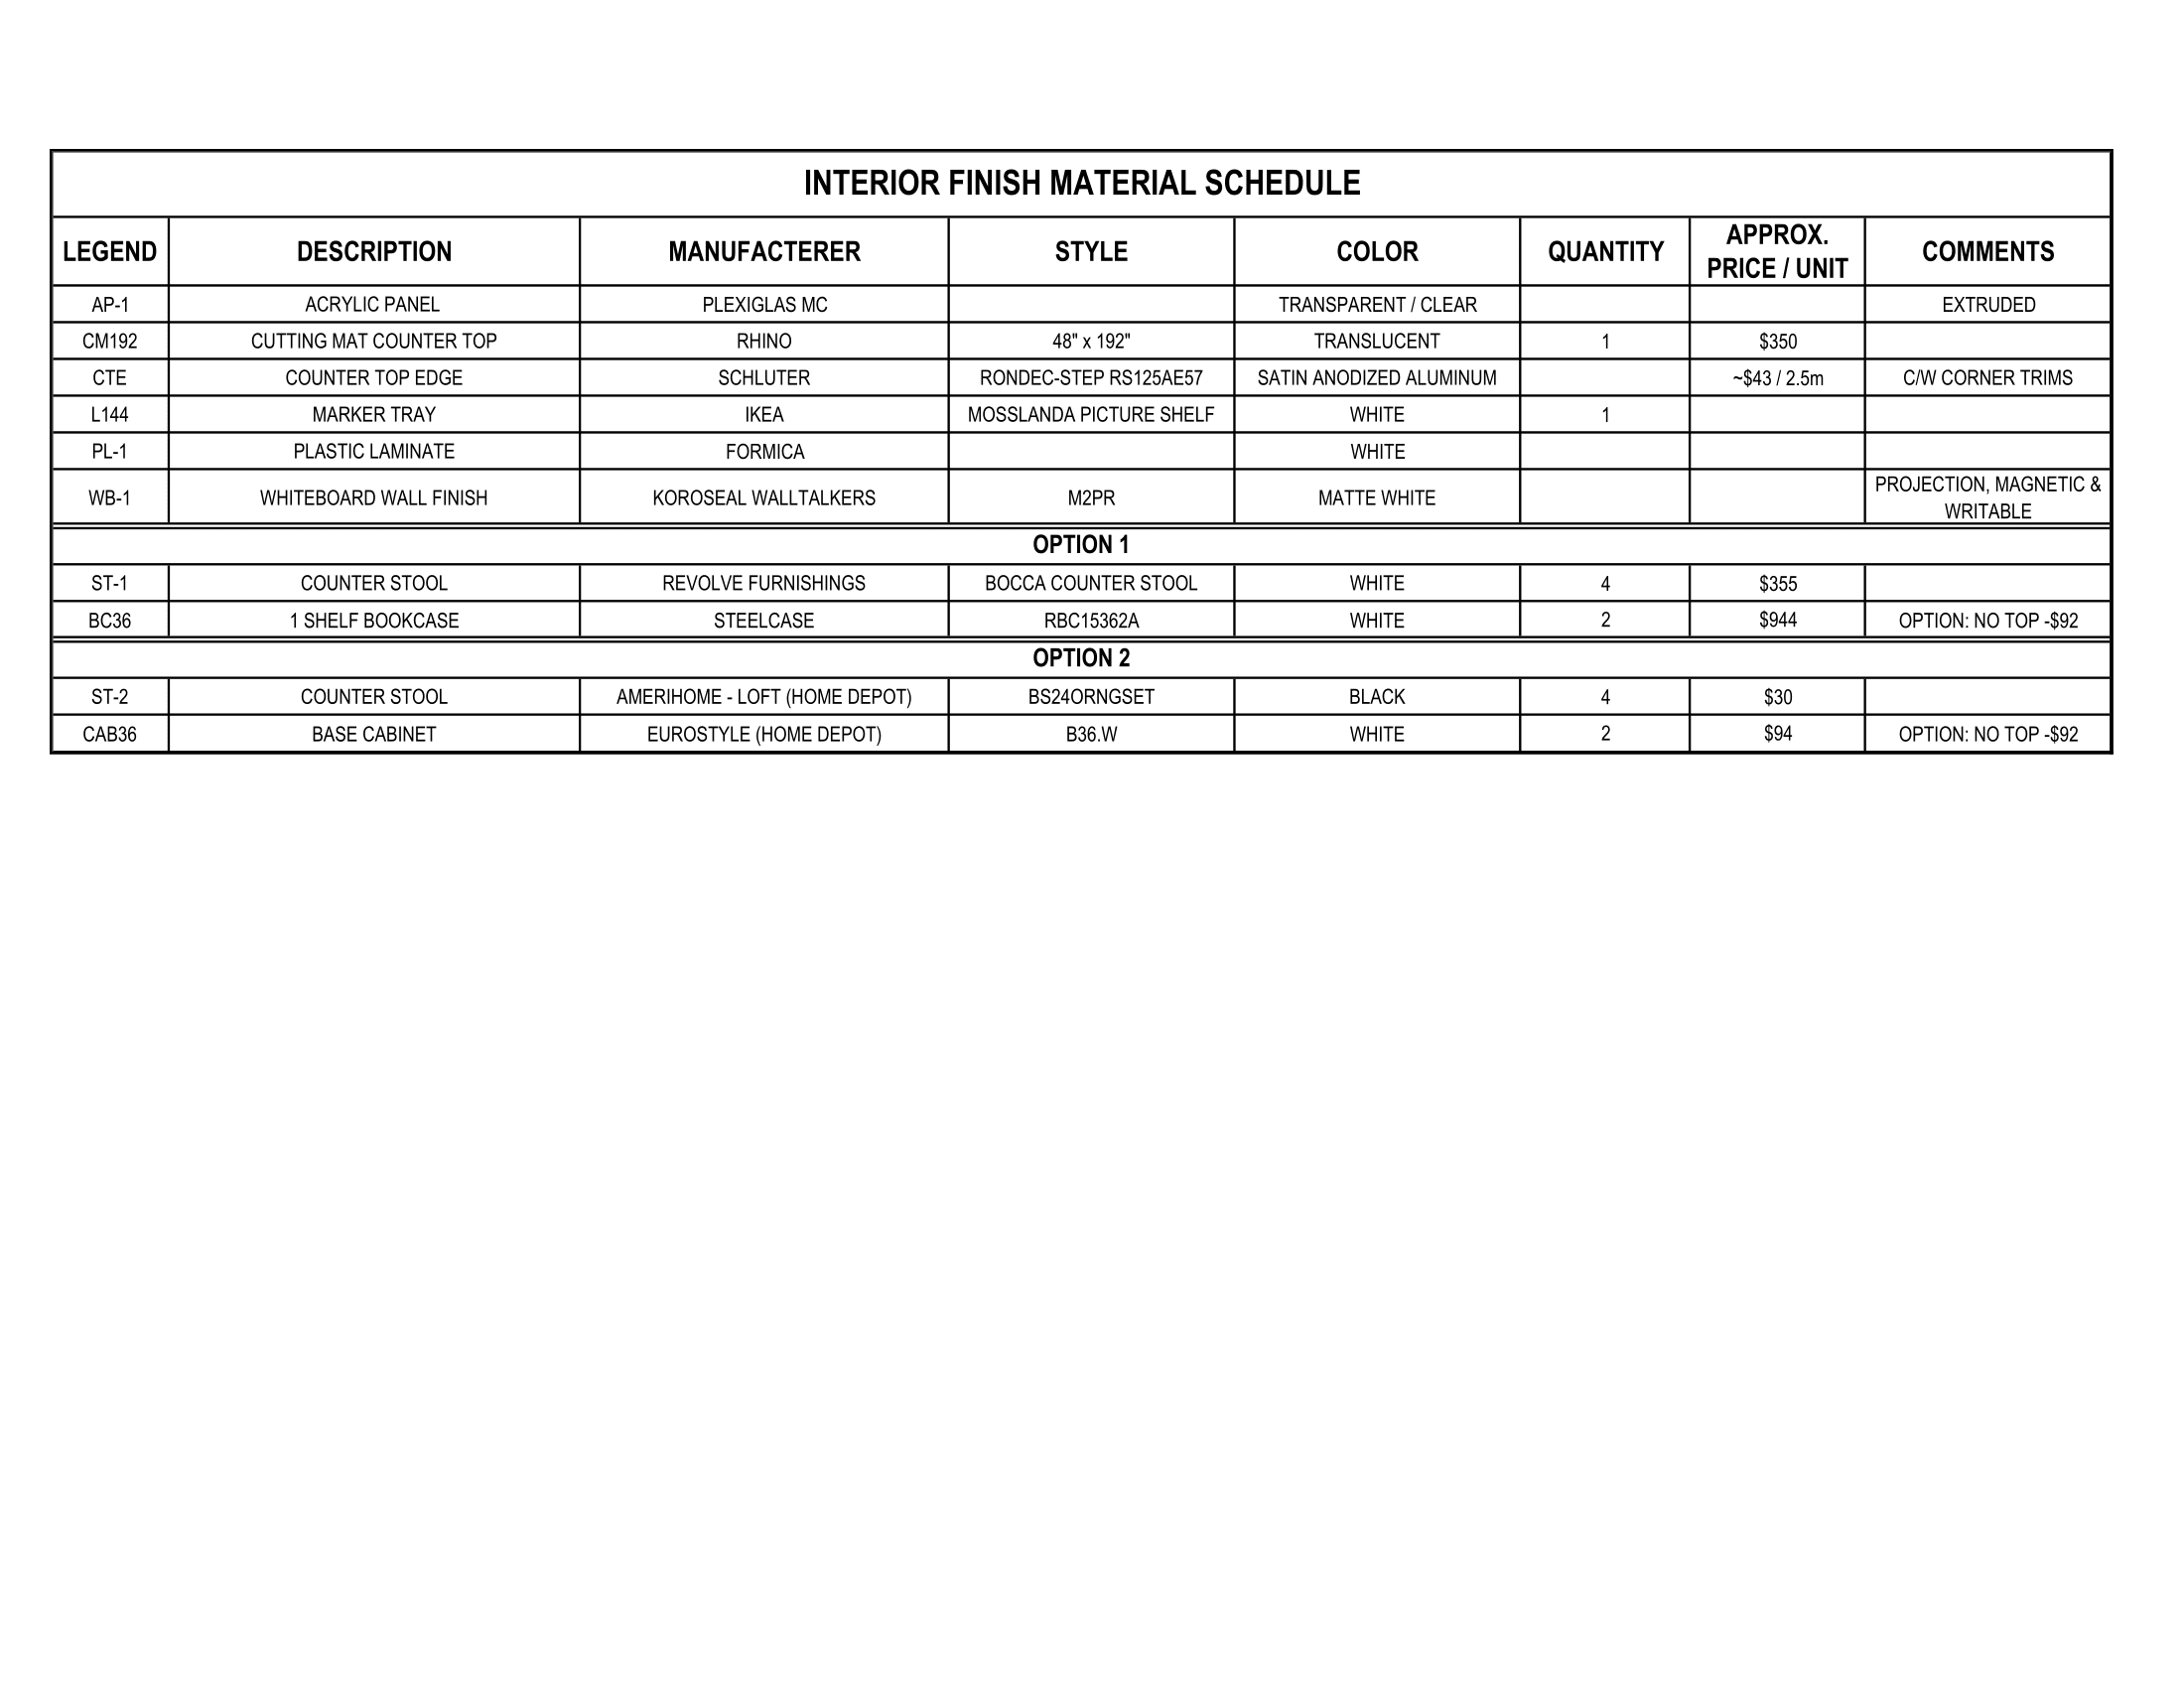 INTERIOR FINISH MATERIAL SCHEDULE
LEGEND DESCRIPTION MANUFACTERER STYLE COLOR QUANTITY APPROX. PRICE / UNIT COMMENTS
AP-1 ACRYLIC PANEL PLEXIGLAS MC TRANSPARENT / CLEAR EXTRUDED
CM192 CUTTING MAT COUNTER TOP RHINO 48" x 192" TRANSLUCENT 1 $350
CTE COUNTER TOP EDGE SCHLUTER RONDEC-STEP RS125AE57 SATIN ANODIZED ALUMINUM ~$43 / 2.5m C/W CORNER TRIMS
L144 MARKER TRAY IKEA MOSSLANDA PICTURE SHELF WHITE 1
PL-1 PLASTIC LAMINATE FORMICA WHITE
WB-1 WHITEBOARD WALL FINISH KOROSEAL WALLTALKERS M2PR MATTE WHITE PROJECTION, MAGNETIC & WRITABLE
OPTION 1
ST-1 COUNTER STOOL REVOLVE FURNISHINGS BOCCA COUNTER STOOL WHITE 4 $355
BC36 1 SHELF BOOKCASE STEELCASE RBC15362A WHITE 2 $944 OPTION: NO TOP -$92
OPTION 2
ST-2 COUNTER STOOL AMERIHOME - LOFT (HOME DEPOT) BS24ORNGSET BLACK 4 $30
CAB36 BASE CABINET EUROSTYLE (HOME DEPOT) B36.W WHITE 2 $94 OPTION: NO TOP -$92